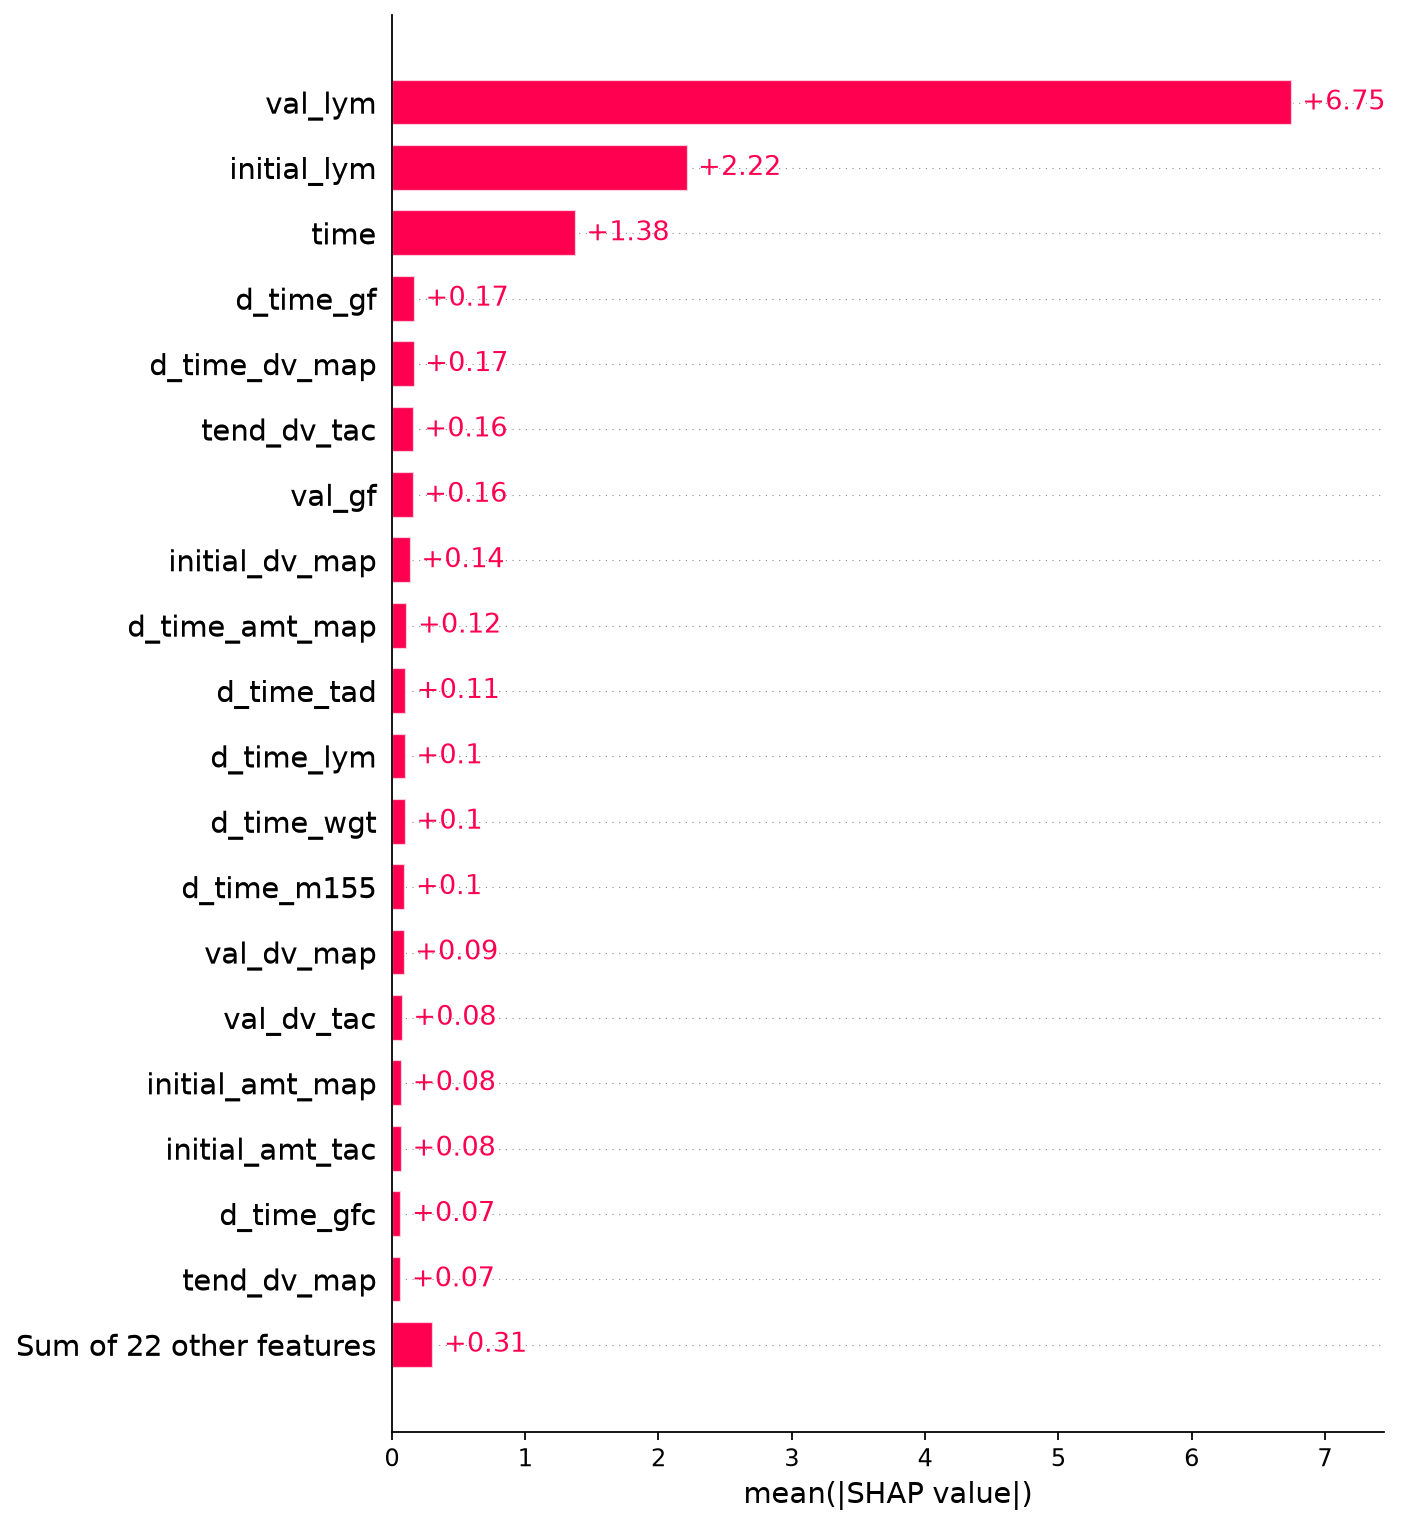 val_lym +6.75
initial_lym +2.22
time +1.38
d_time_gf +0.17
d_time_dv_map +0.17
tend_dv_tac +0.16
val_gf +0.16
initial_dv_map +0.14
d_time_amt_map +0.12
d_time_tad +0.11
d_time_lym +0.1
d_time_wgt +0.1
d_time_m155 +0.1
val_dv_map +0.09
val_dv_tac +0.08
initial_amt_map +0.08
initial_amt_tac +0.08
d_time_gfc +0.07
tend_dv_map +0.07
Sum of 22 other features +0.31
0 1 2 3 4 5 6 7
mean(|SHAP value|)